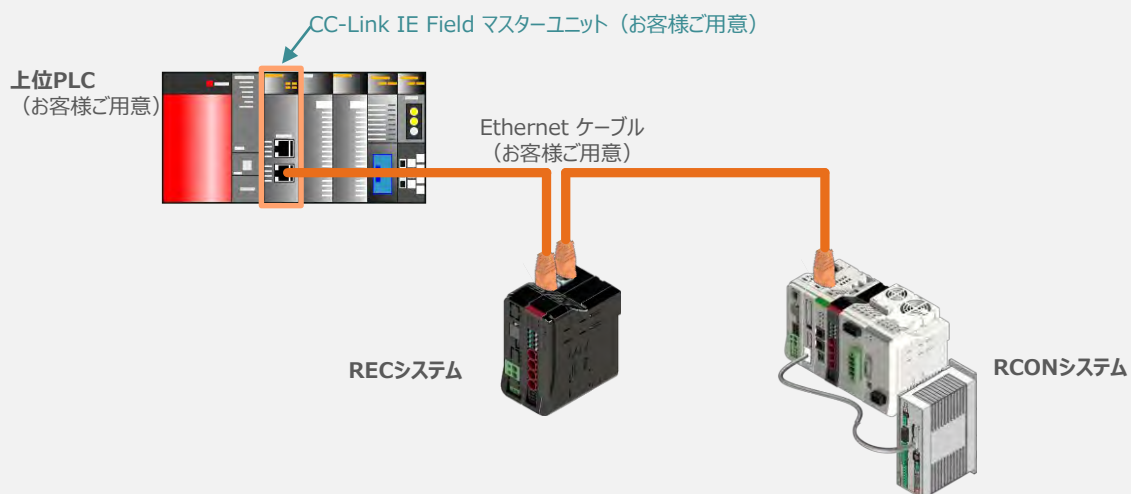 CC-Link IE Field マスターユニット（お客様ご用意）
上位PLC
（お客様ご用意）
Ethernet ケーブル
（お客様ご用意）
RECシステム
RCONシステム